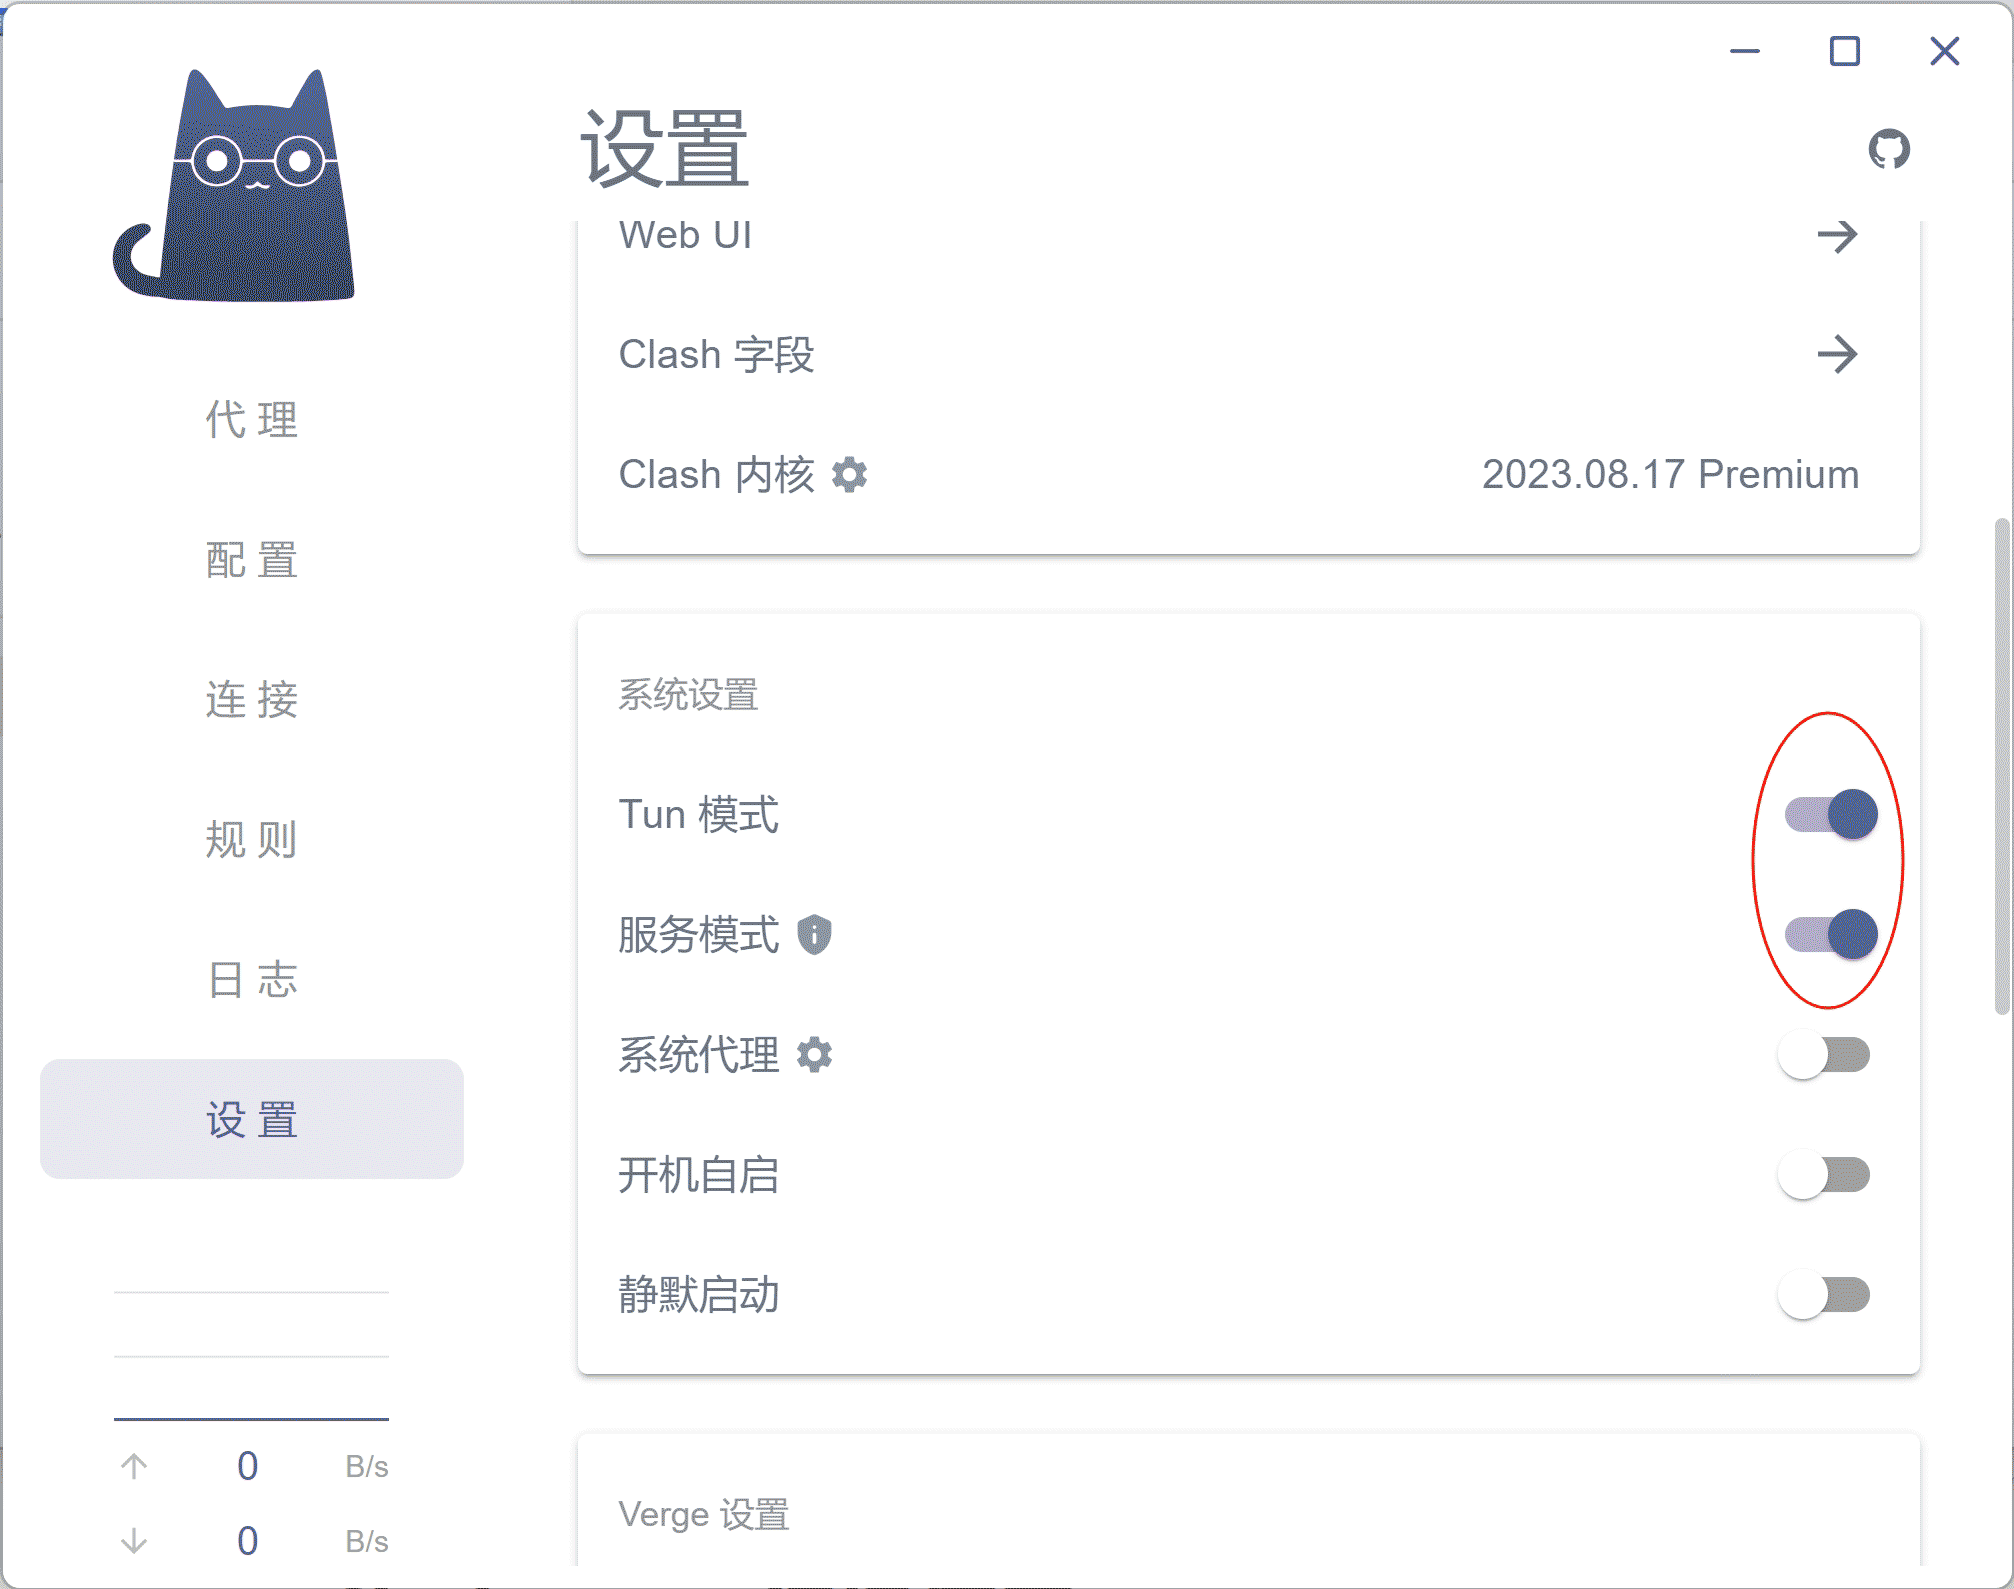 设置
Web UI
Clash 字段
Clash 内核 2023.08.17 Premium
系统设置
Tun 模式
服务模式
系统代理
开机自启
静默启动
Verge 设置
代理
配置
连接
规则
日志
设置
0 B/s
0 B/s